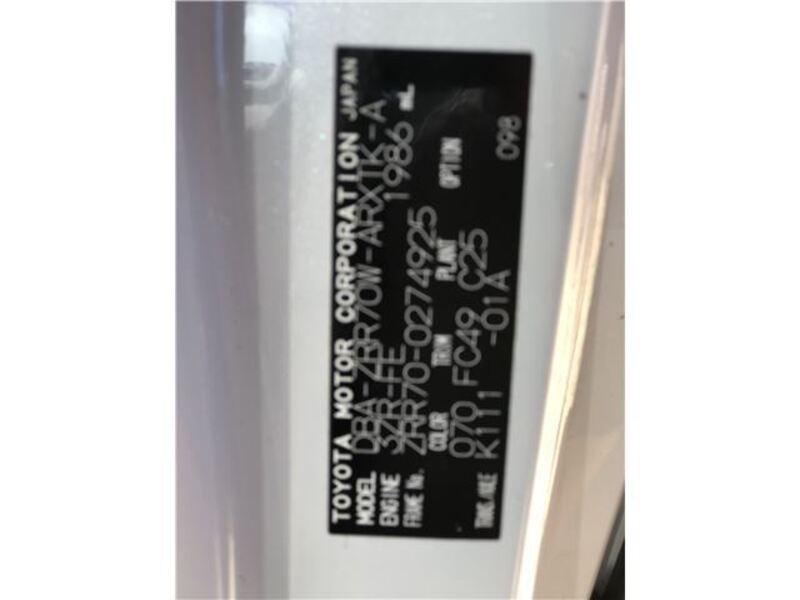 TOYOTA MOTOR CORPORATION JAPAN
MODEL DBA-ZRR70W-ARXTK-A
ENGINE 3ZR-FE 1986 mL
FRAME No. ZRR70-0274925
COLOR TRIM PLANT OPTION
070 FC49 C25 098
TRANS./AXLE K111 -01A